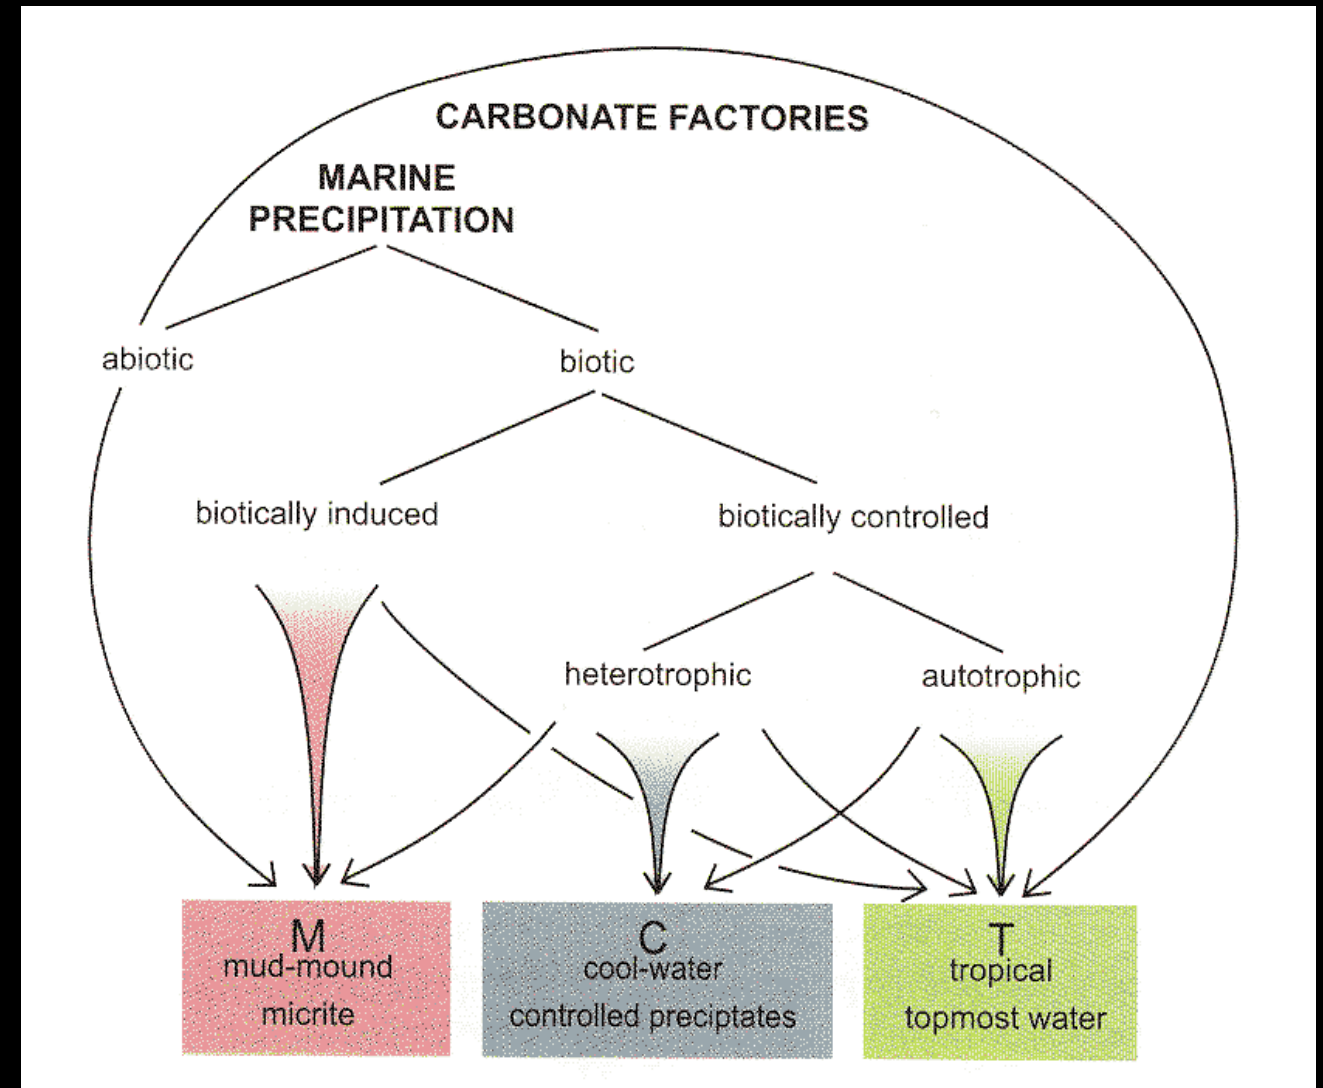 CARBONATE FACTORIES
MARINE
PRECIPITATION
abiotic
biotic
biotically induced
biotically controlled
heterotrophic
autotrophic
M
mud-mound
micrite
C
cool-water
controlled preciptates
T
tropical
topmost water